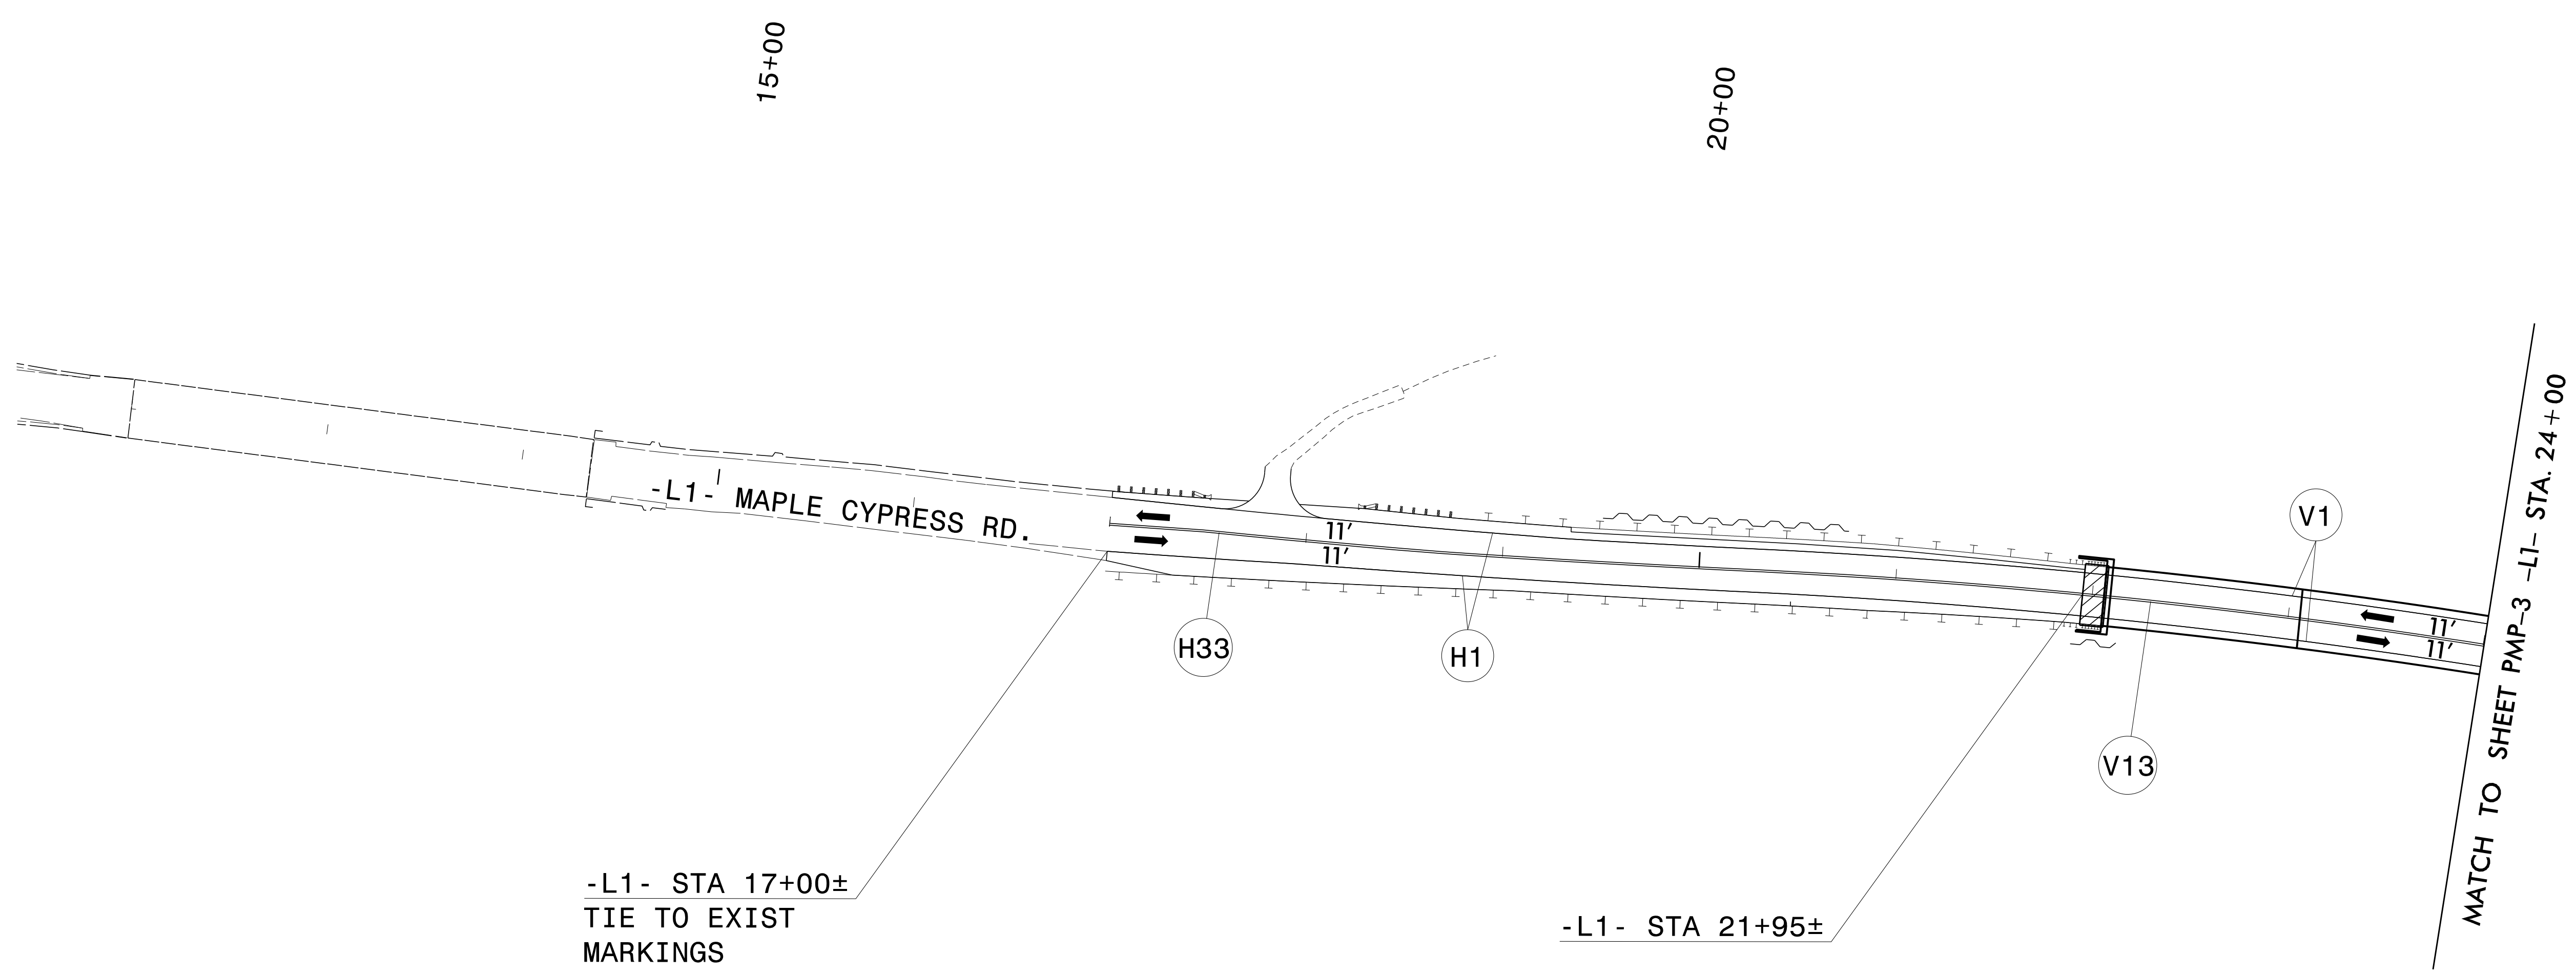 15+00
20+00
-L1- MAPLE CYPRESS RD.
11'
11'
H33
H1
V1
V13
11'
11'
MATCH TO SHEET PMP-3 -L1- STA. 24+00
-L1- STA 17+00±
TIE TO EXIST
MARKINGS
-L1- STA 21+95±